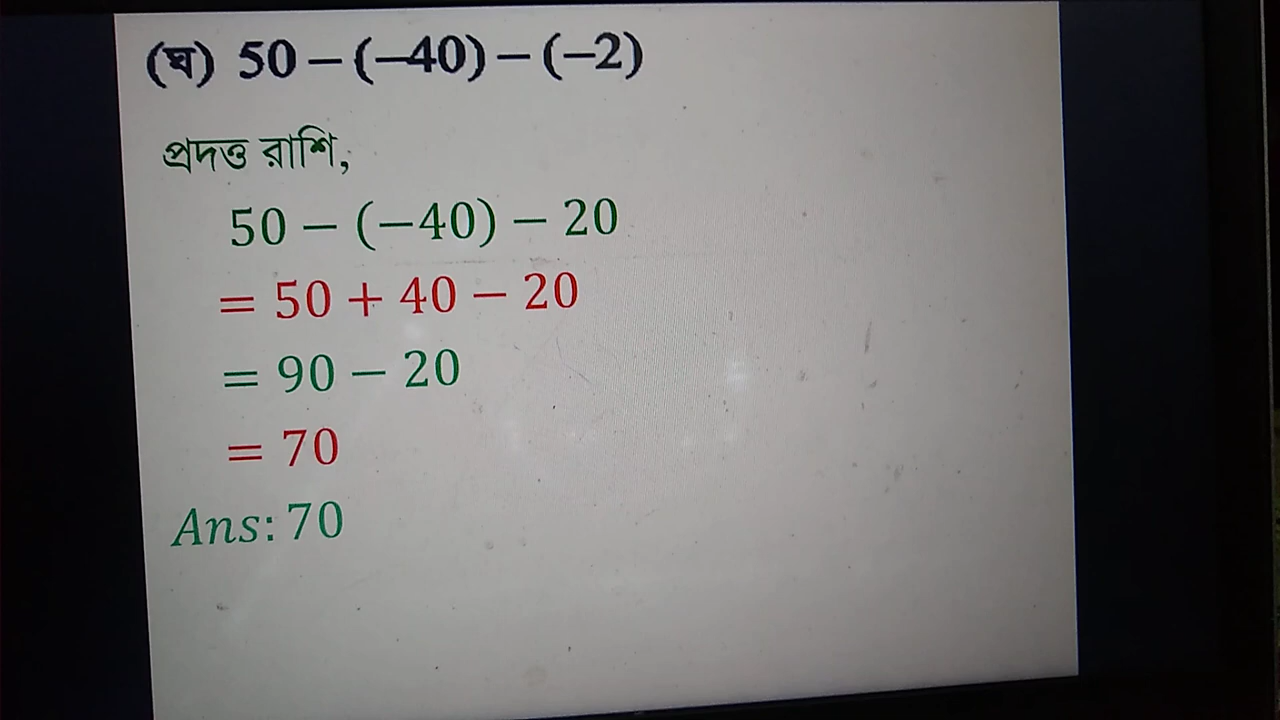 (ঘ) 50 – (–40) – (–2)
প্রদত্ত রাশি,
50 − (−40) − 20
= 50 + 40 − 20
= 90 − 20
= 70
Ans: 70